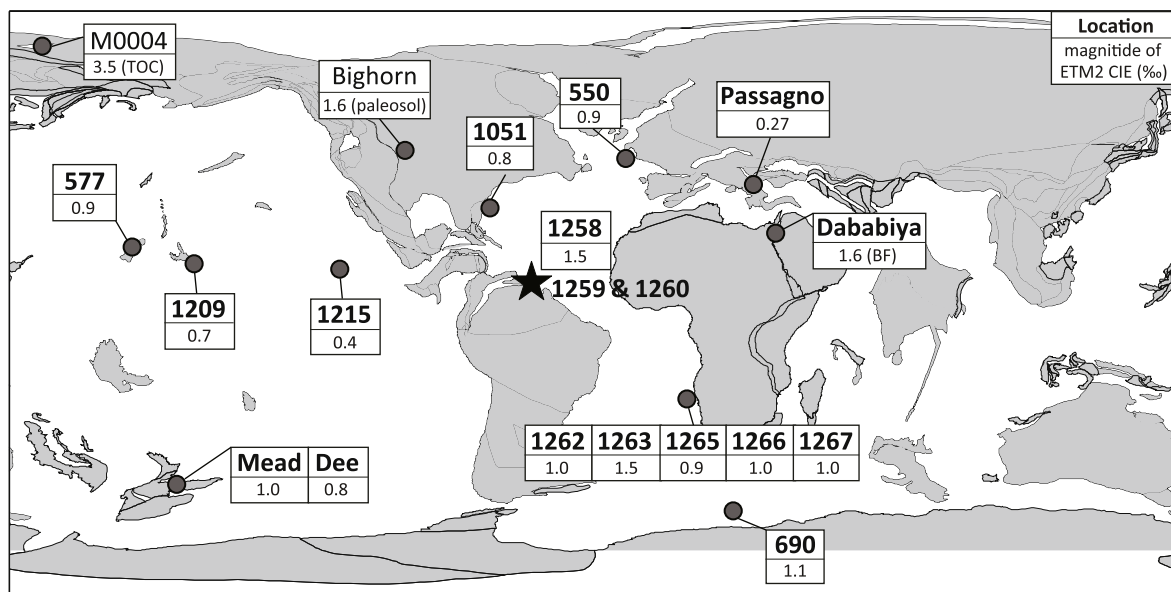 M0004
3.5 (TOC)
Location
magnitide of
ETM2 CIE (‰)
Bighorn
1.6 (paleosol)
550
0.9
Passagno
0.27
1051
0.8
577
0.9
1258
1.5
1259 & 1260
Dababiya
1.6 (BF)
1209
0.7
1215
0.4
1262 1263 1265 1266 1267
1.0 1.5 0.9 1.0 1.0
Mead Dee
1.0 0.8
690
1.1